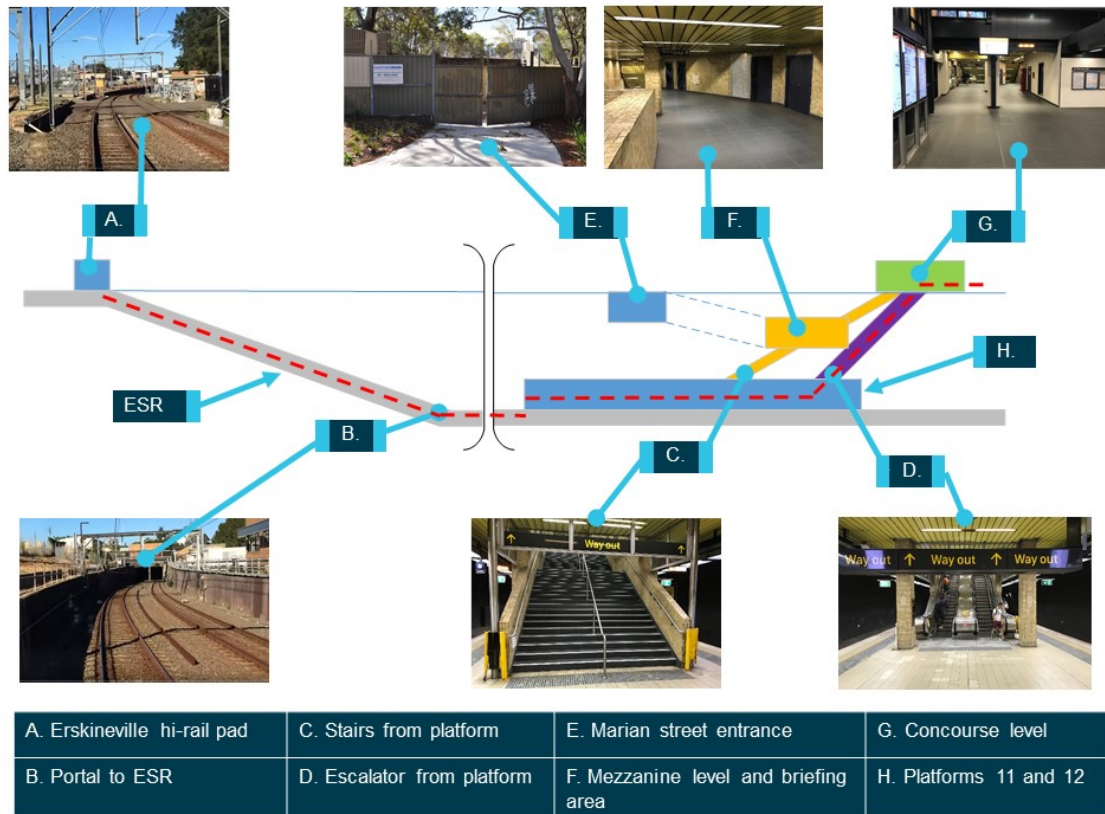 A.
E.
F.
G.
H.
ESR
B.
C.
D.
Way out
Way out
Way out
Way out
A. Erskineville hi-rail pad
C. Stairs from platform
E. Marian street entrance
G. Concourse level
B. Portal to ESR
D. Escalator from platform
F. Mezzanine level and briefing
area
H. Platforms 11 and 12